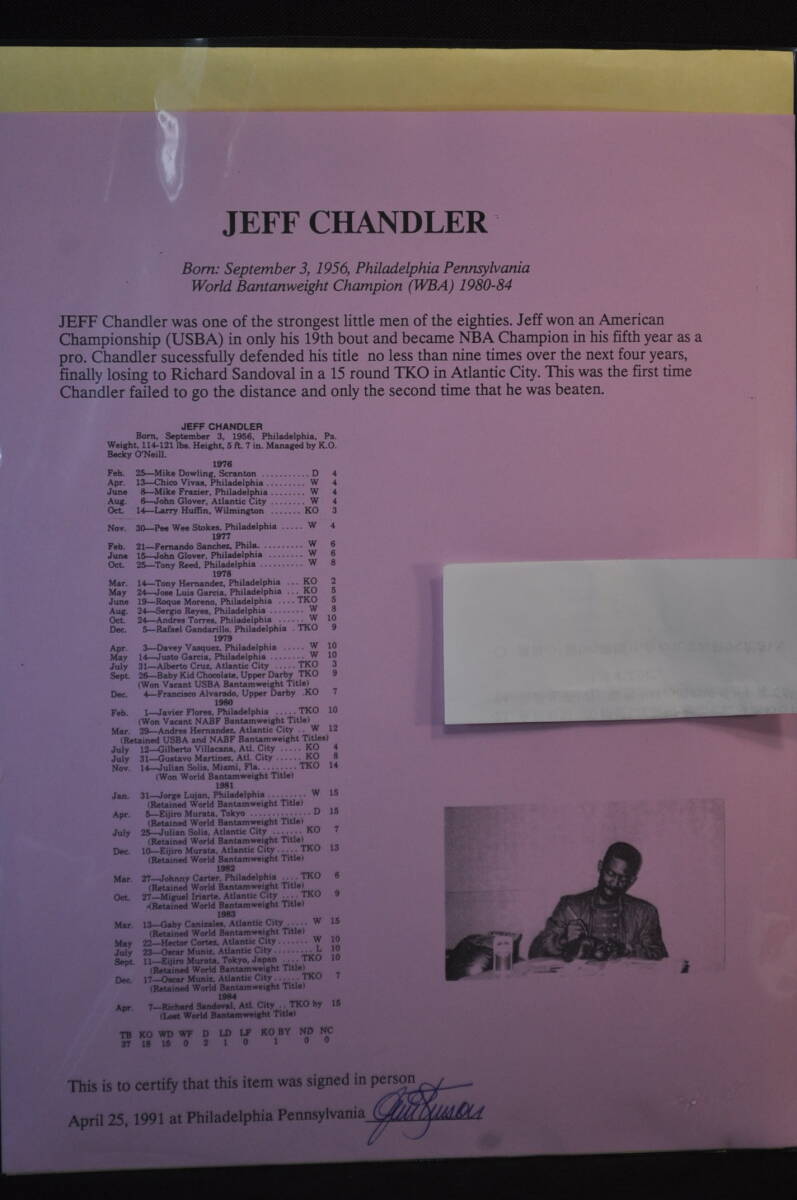 JEFF CHANDLER
Born: September 3, 1956, Philadelphia Pennsylvania
World Bantanweight Champion (WBA) 1980-84
JEFF Chandler was one of the strongest little men of the eighties. Jeff won an American
Championship (USBA) in only his 19th bout and became NBA Champion in his fifth year as a
pro. Chandler sucessfully defended his title no less than nine times over the next four years,
finally losing to Richard Sandoval in a 15 round TKO in Atlantic City. This was the first time
Chandler failed to go the distance and only the second time that he was beaten.
JEFF CHANDLER
Born, September 3, 1956, Philadelphia, Pa.
Weight, 114-121 lbs. Height, 5 ft. 7 in. Managed by K.O.
Becky O'Neill.
1976
Feb. 25—Mike Dowling, Scranton ........... D 4
Apr. 13—Chico Vivas, Philadelphia ......... W 4
June 8—Mike Frazier, Philadelphia ........ W 4
Aug. 6—John Glover, Atlantic City ........ W 4
Oct. 14—Larry Huffin, Wilmington ....... KO 3
Nov. 30—Pee Wee Stokes, Philadelphia ..... W 4
1977
Feb. 21—Fernando Sanchez, Phila. ......... W 6
June 15—John Glover, Philadelphia ........ W 6
Oct. 25—Tony Reed, Philadelphia .......... W 8
1978
Mar. 14—Tony Hernandez, Philadelphia ... KO 2
May 24—Jose Luis Garcia, Philadelphia ... KO 5
June 19—Roque Moreno, Philadelphia .... TKO 5
Aug. 24—Sergio Reyes, Philadelphia ........ W 8
Oct. 24—Andres Torres, Philadelphia ...... W 10
Dec. 5—Rafael Gandarilla, Philadelphia . TKO 9
1979
Apr. 3—Davey Vasquez, Philadelphia ..... W 10
May 14—Justo Garcia, Philadelphia ........ W 10
July 31—Alberto Cruz, Atlantic City ..... TKO 3
Sept. 26—Baby Kid Chocolate, Upper Darby TKO 9
(Won Vacant USBA Bantamweight Title)
Dec. 4—Francisco Alvarado, Upper Darby .KO 7
1980
Feb. 1—Javier Flores, Philadelphia ..... TKO 10
(Won Vacant NABF Bantamweight Title)
Mar. 29—Andres Hernandez, Atlantic City .. W 12
(Retained USBA and NABF Bantamweight Titles)
July 12—Gilberto Villacana, Atl. City ..... KO 4
July 31—Gustavo Martinez, Atl. City ...... KO 8
Nov. 14—Julian Solis, Miami, Fla. ........ TKO 14
(Won World Bantamweight Title)
1981
Jan. 31—Jorge Lujan, Philadelphia ......... W 15
(Retained World Bantamweight Title)
Apr. 5—Eijiro Murata, Tokyo .............. D 15
(Retained World Bantamweight Title)
July 25—Julian Solis, Atlantic City ....... KO 7
(Retained World Bantamweight Title)
Dec. 10—Eijiro Murata, Atlantic City ..... TKO 13
(Retained World Bantamweight Title)
1982
Mar. 27—Johnny Carter, Philadelphia .... TKO 6
(Retained World Bantamweight Title)
Oct. 27—Miguel Iriarte, Atlantic City .... TKO 9
(Retained World Bantamweight Title)
1983
Mar. 13—Gaby Canizales, Atlantic City ..... W 15
(Retained World Bantamweight Title)
May 22—Hector Cortez, Atlantic City ....... W 10
July 23—Oscar Muniz, Atlantic City ......... L 10
Sept. 11—Eijiro Murata, Tokyo, Japan .... TKO 10
(Retained World Bantamweight Title)
Dec. 17—Oscar Muniz, Atlantic City ...... TKO 7
(Retained World Bantamweight Title)
1984
Apr. 7—Richard Sandoval, Atl. City .. TKO by 15
(Lost World Bantamweight Title)
TB KO WD WF D LD LF KO BY ND NC
37 18 15 0 2 1 0 1 0 0
This is to certify that this item was signed in person
April 25, 1991 at Philadelphia Pennsylvania